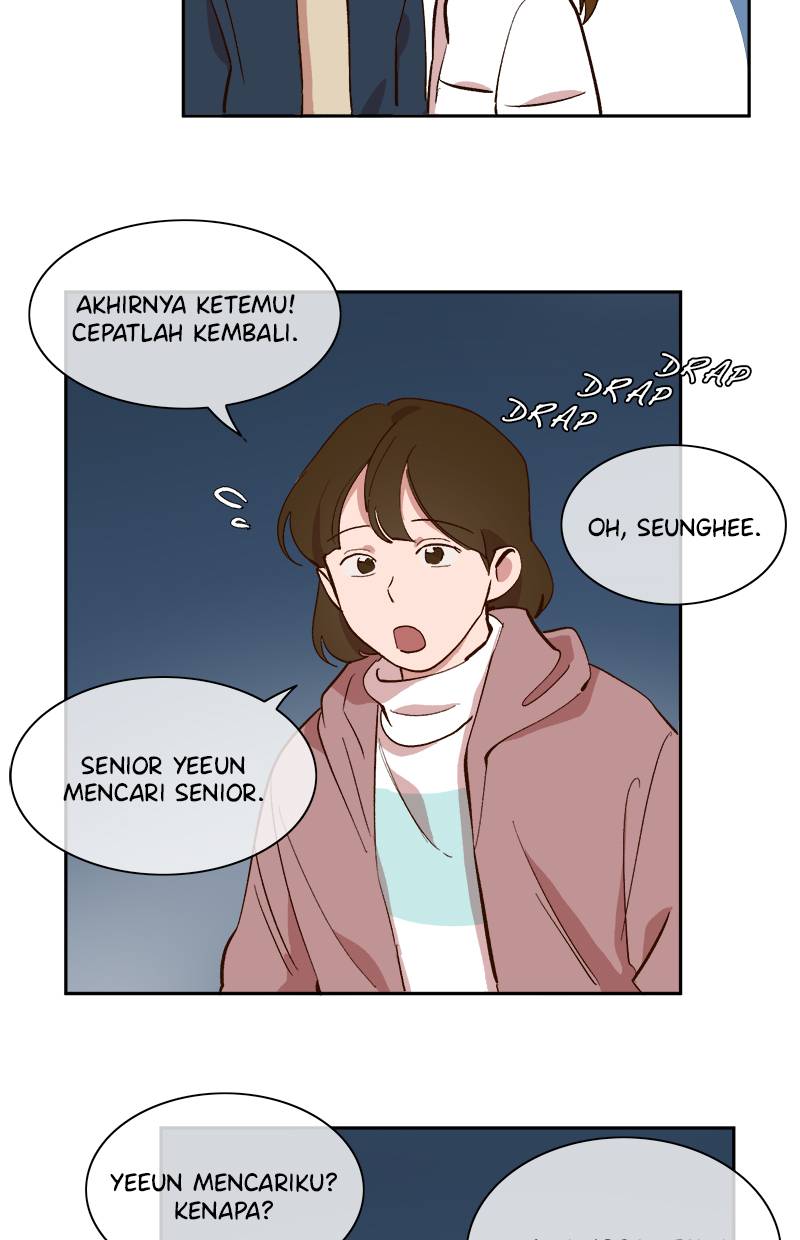 AKHIRNYA KETEMU!
CEPATLAH KEMBALI.
DRAP
DRAP
DRAP
OH, SEUNGHEE.
SENIOR YEEUN
MENCARI SENIOR.
YEEUN MENCARIKU?
KENAPA?